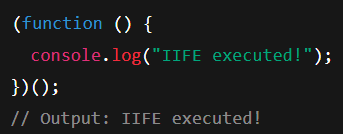 (function () {
  console.log("IIFE executed!");
})();
// Output: IIFE executed!